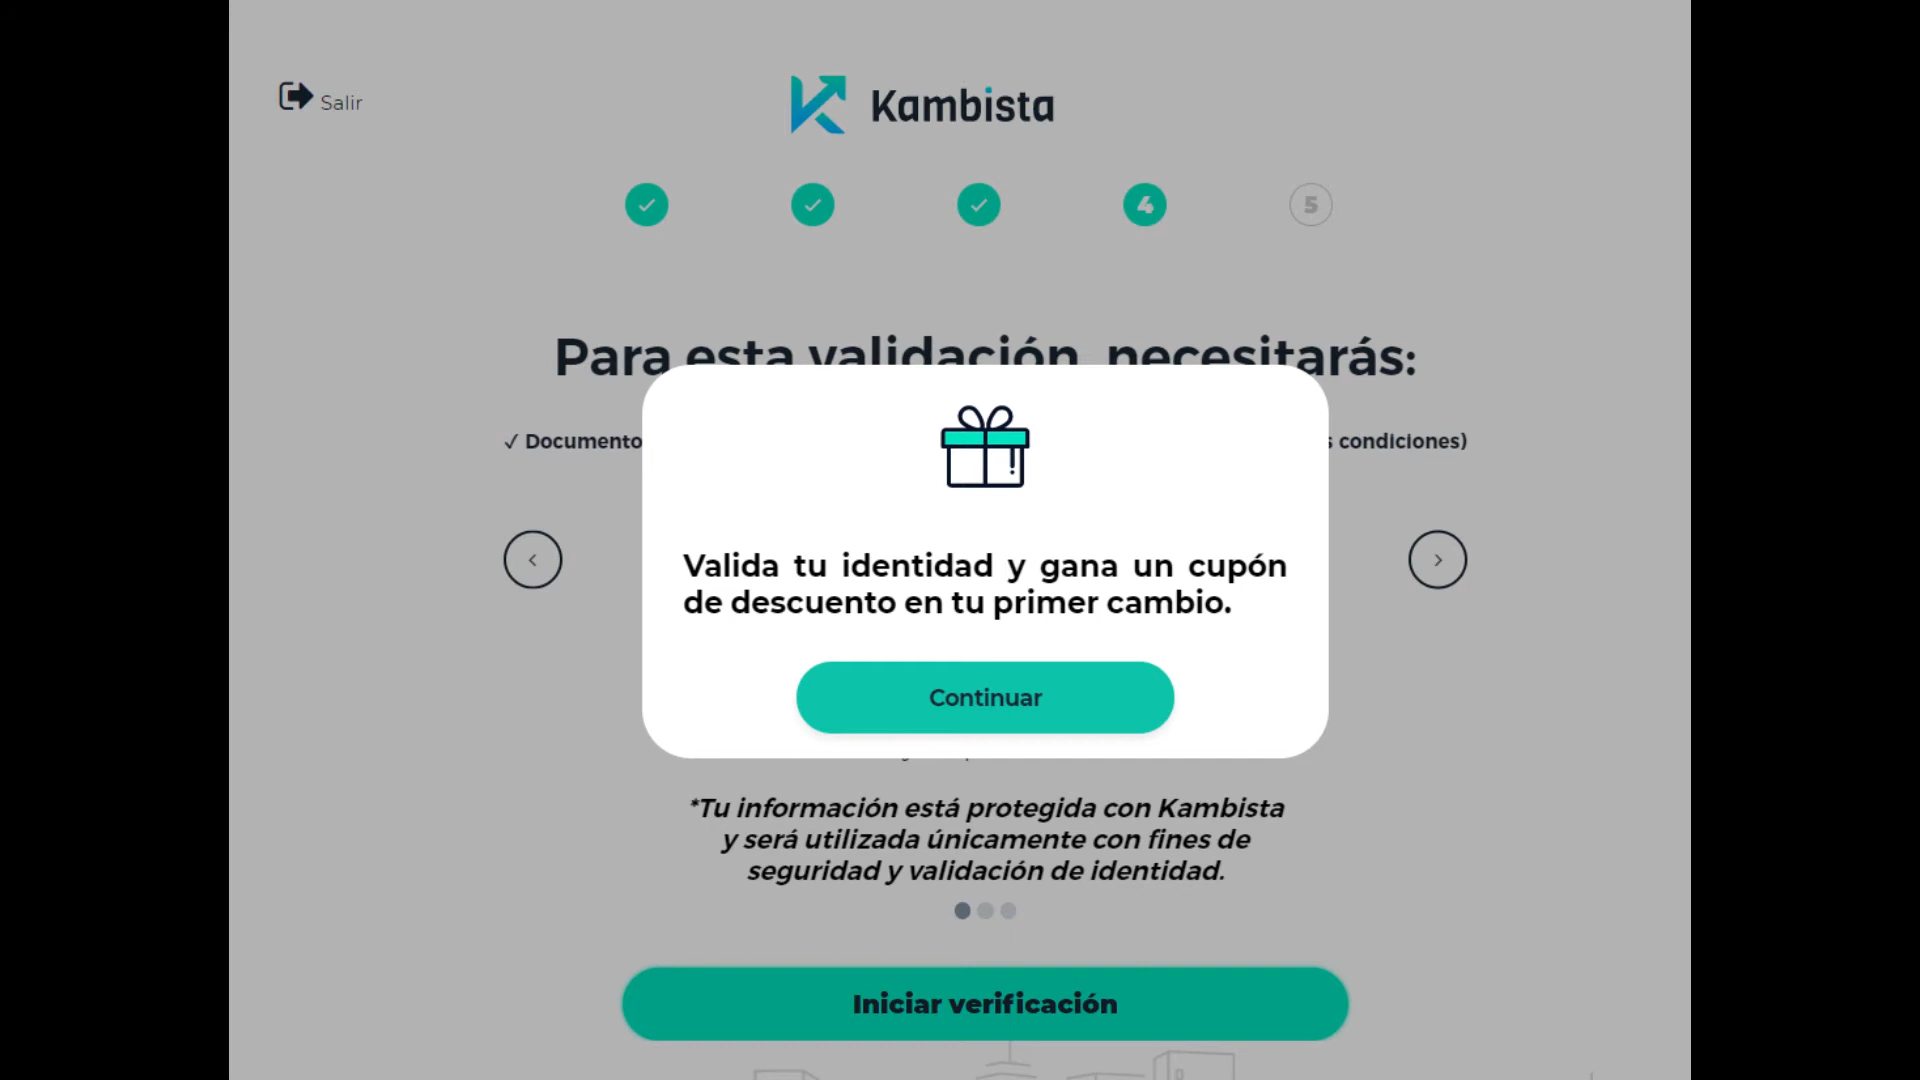 Salir
Kambista
4
5
Para esta validación, necesitarás:
✓ Documento
condiciones)
Valida tu identidad y gana un cupón
de descuento en tu primer cambio.
Continuar
*Tu información está protegida con Kambista
y será utilizada únicamente con fines de
seguridad y validación de identidad.
Iniciar verificación